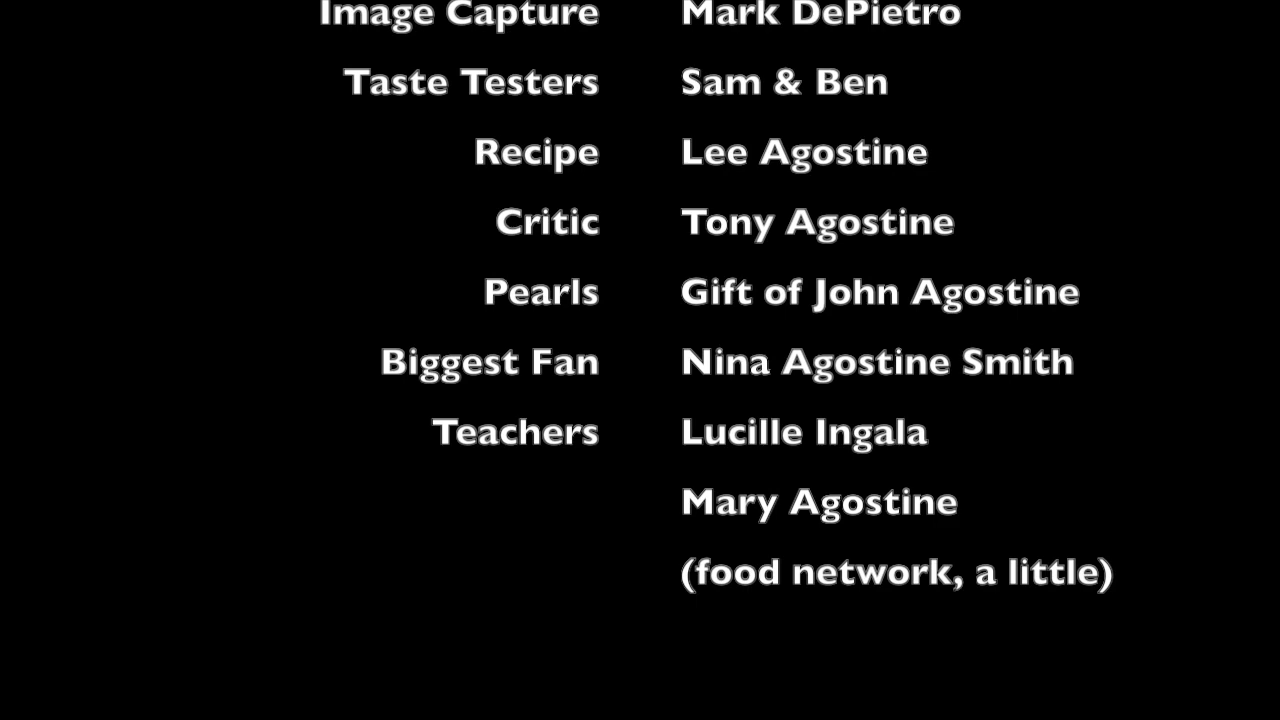 Image Capture Mark DePietro
Taste Testers Sam & Ben
Recipe Lee Agostine
Critic Tony Agostine
Pearls Gift of John Agostine
Biggest Fan Nina Agostine Smith
Teachers Lucille Ingala
Mary Agostine
(food network, a little)